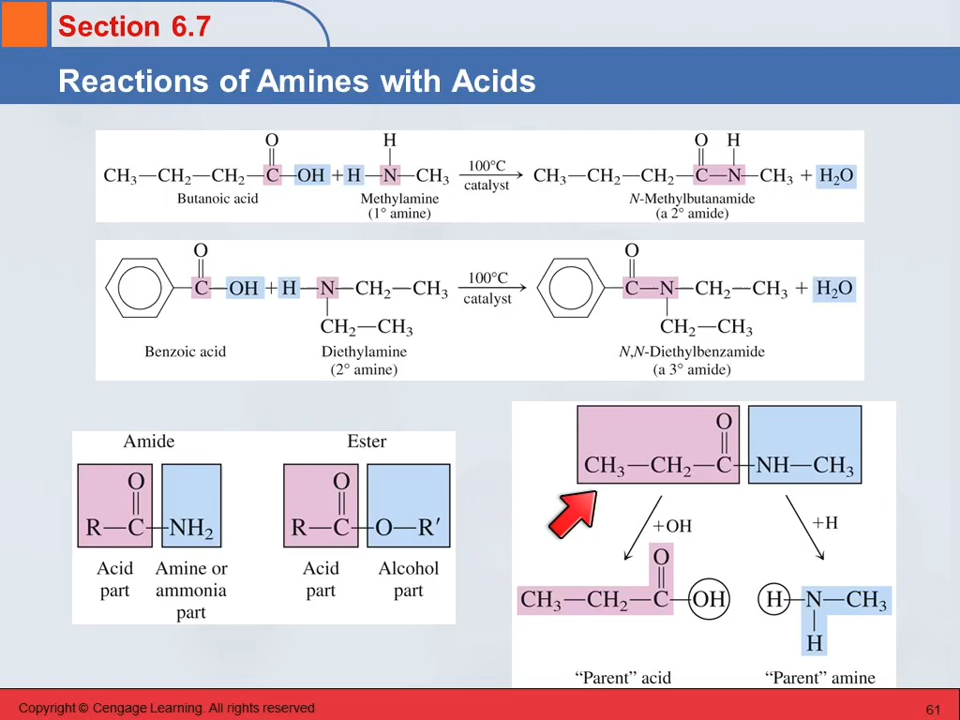 Section 6.7
Reactions of Amines with Acids
O H O H
CH₃—CH₂—CH₂—C—OH + H—N—CH₃ 100°C catalyst CH₃—CH₂—CH₂—C—N—CH₃ + H₂O
Butanoic acid Methylamine N-Methylbutanamide
(1° amine) (a 2° amide)
O O
C—OH + H—N—CH₂—CH₃ 100°C catalyst C—N—CH₂—CH₃ + H₂O
CH₂—CH₃ CH₂—CH₃
Benzoic acid Diethylamine N,N-Diethylbenzamide
(2° amine) (a 3° amide)
Amide Ester
O O
R—C—NH₂ R—C—O—R′
Acid Amine or Acid Alcohol
part ammonia part part
part
O
CH₃—CH₂—C—NH—CH₃
+OH +H
O
CH₃—CH₂—C—OH H—N—CH₃
H
“Parent” acid “Parent” amine
Copyright © Cengage Learning. All rights reserved 61